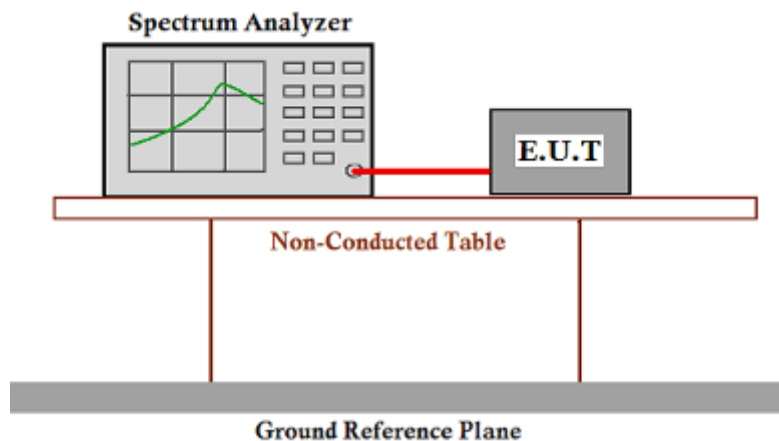 Spectrum Analyzer
E.U.T
Non-Conducted Table
Ground Reference Plane